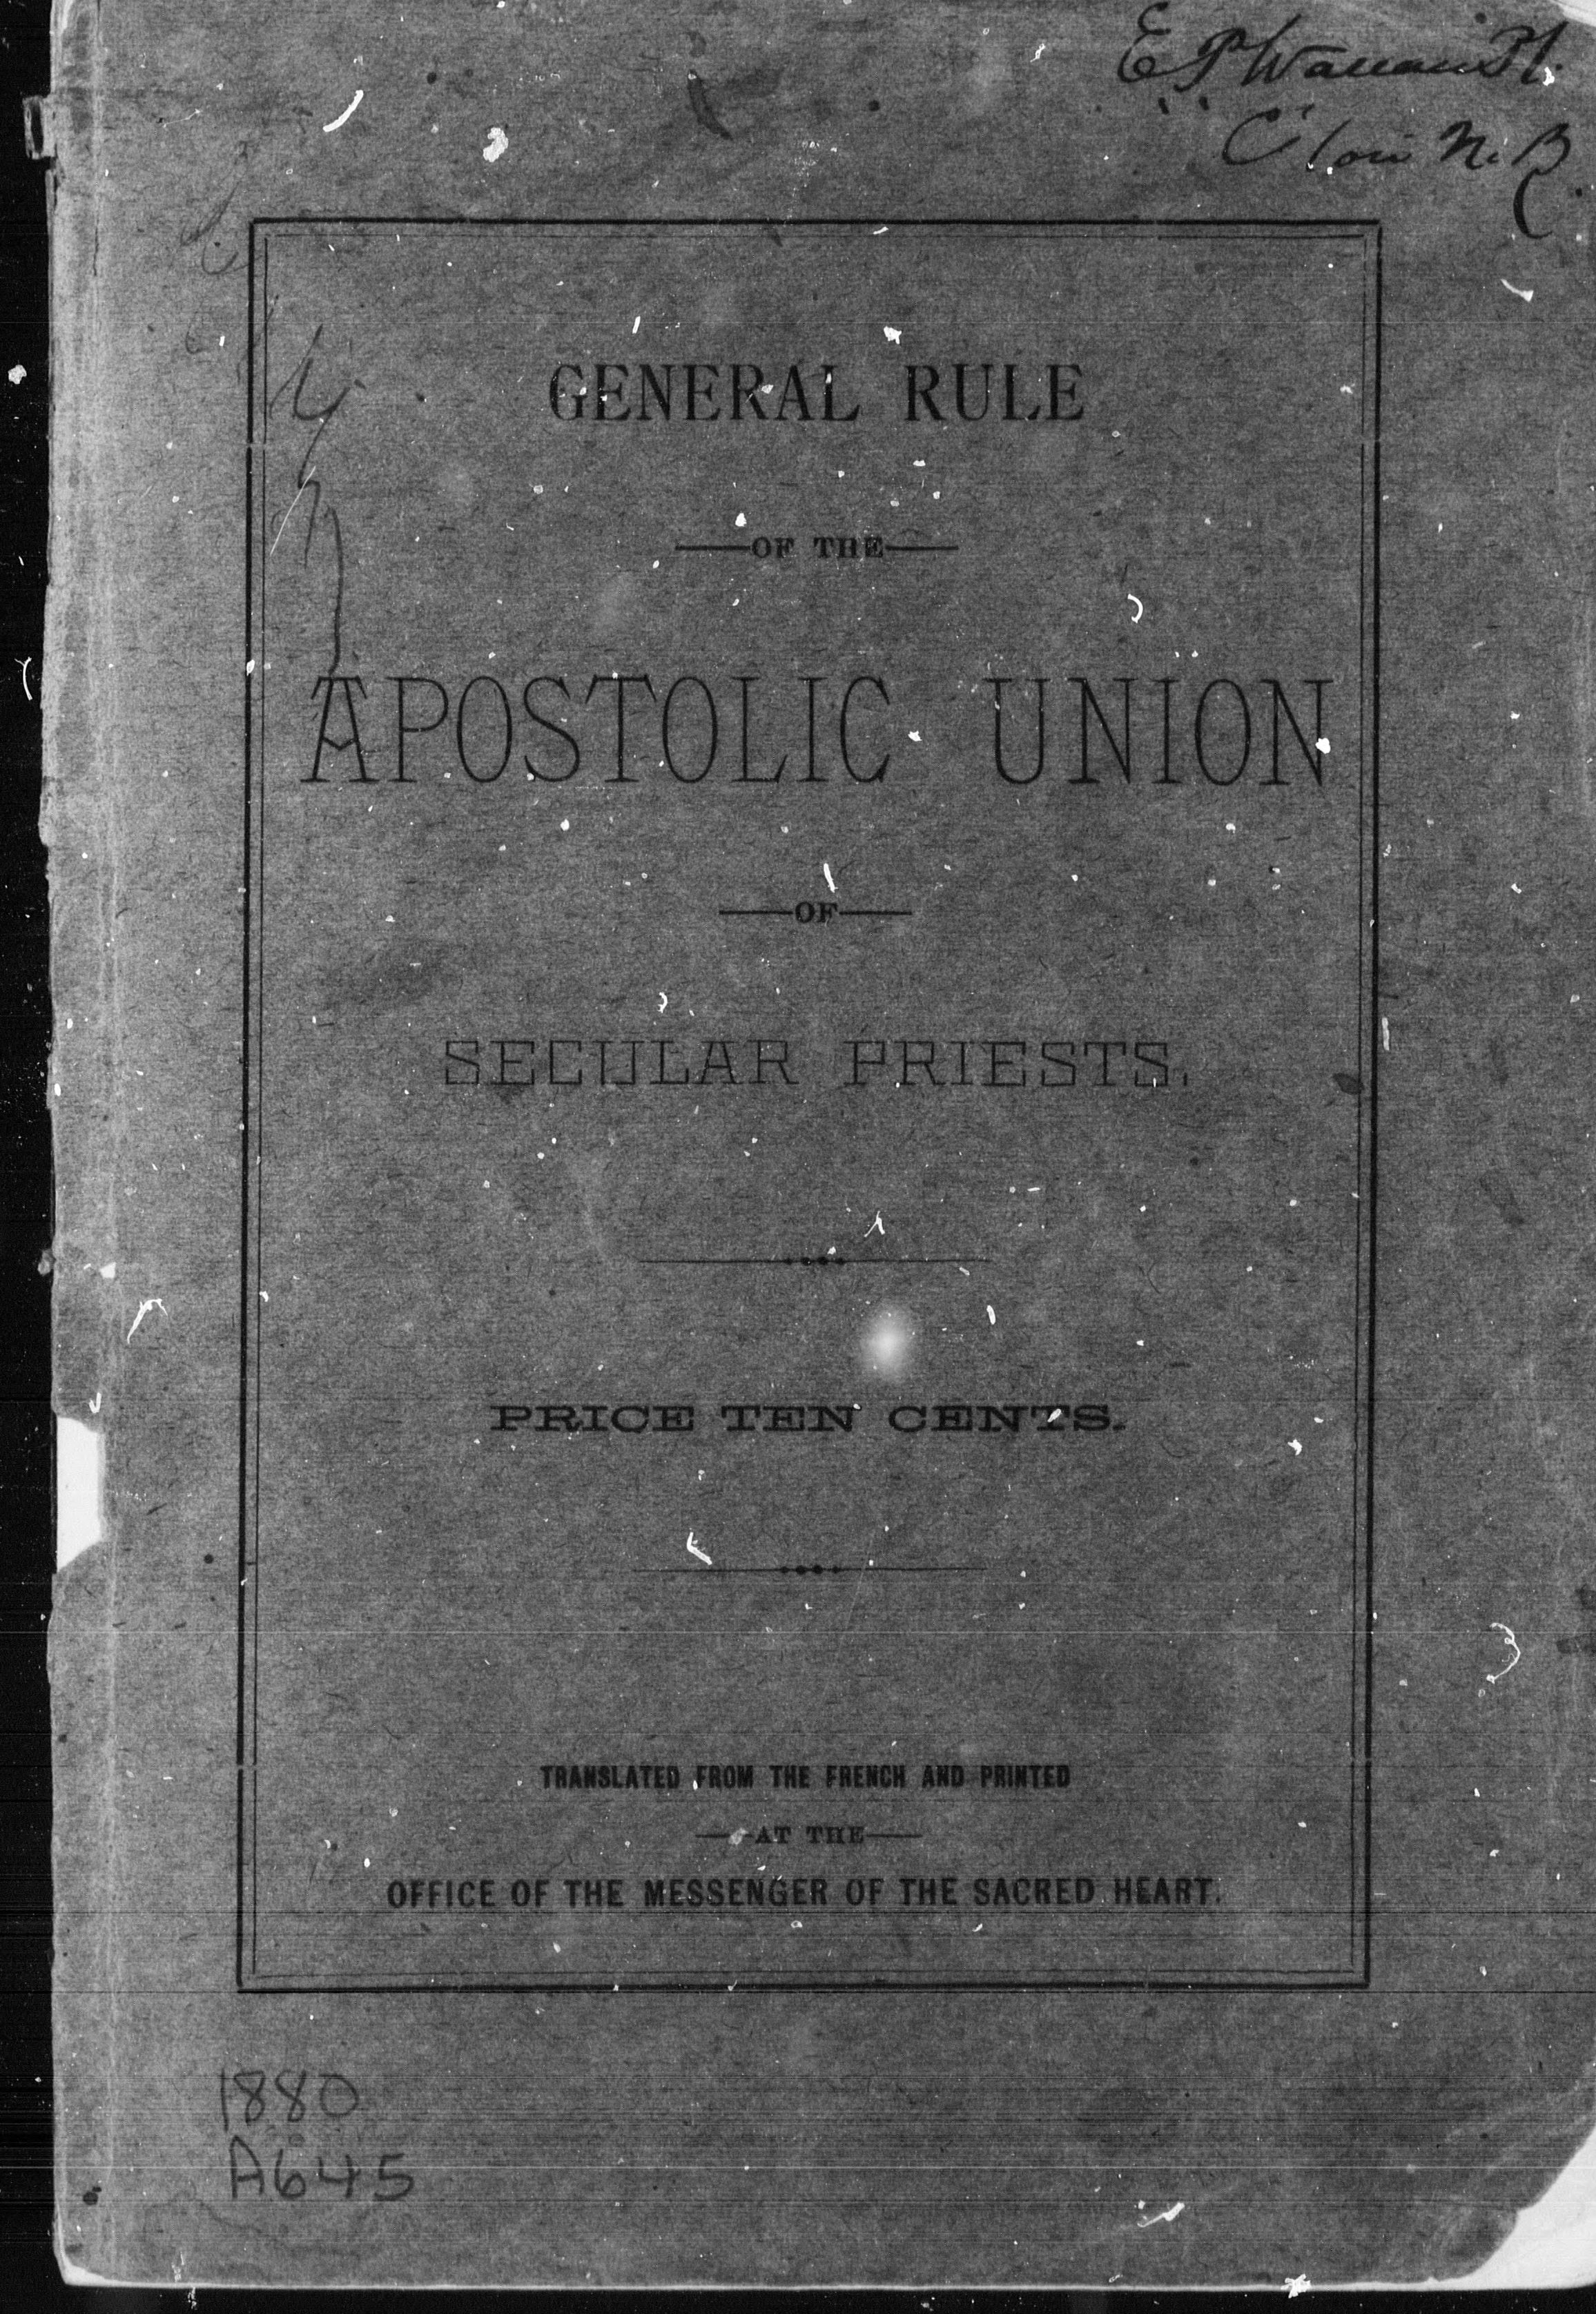 E P
N. B.
GENERAL RULE
OF THE
APOSTOLIC UNION
OF
SECULAR PRIESTS.
PRICE TEN CENTS.
TRANSLATED FROM THE FRENCH AND PRINTED
AT THE
OFFICE OF THE MESSENGER OF THE SACRED HEART.
1880
A645